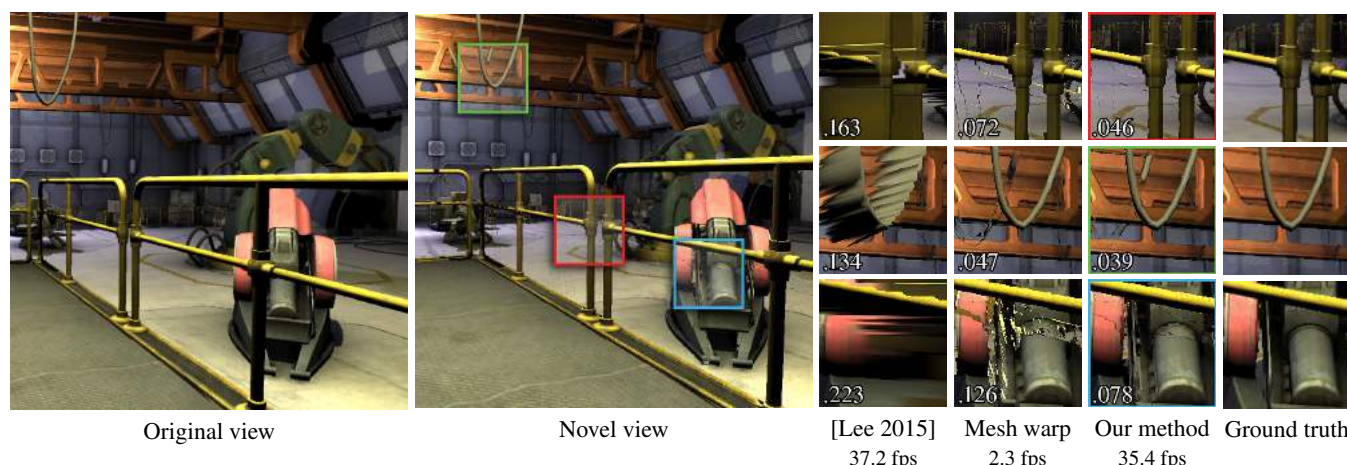 .163 .072 .046
.134 .047 .039
.223 .126 .078
Original view Novel view [Lee 2015] Mesh warp Our method Ground truth
37.2 fps 2.3 fps 35.4 fps